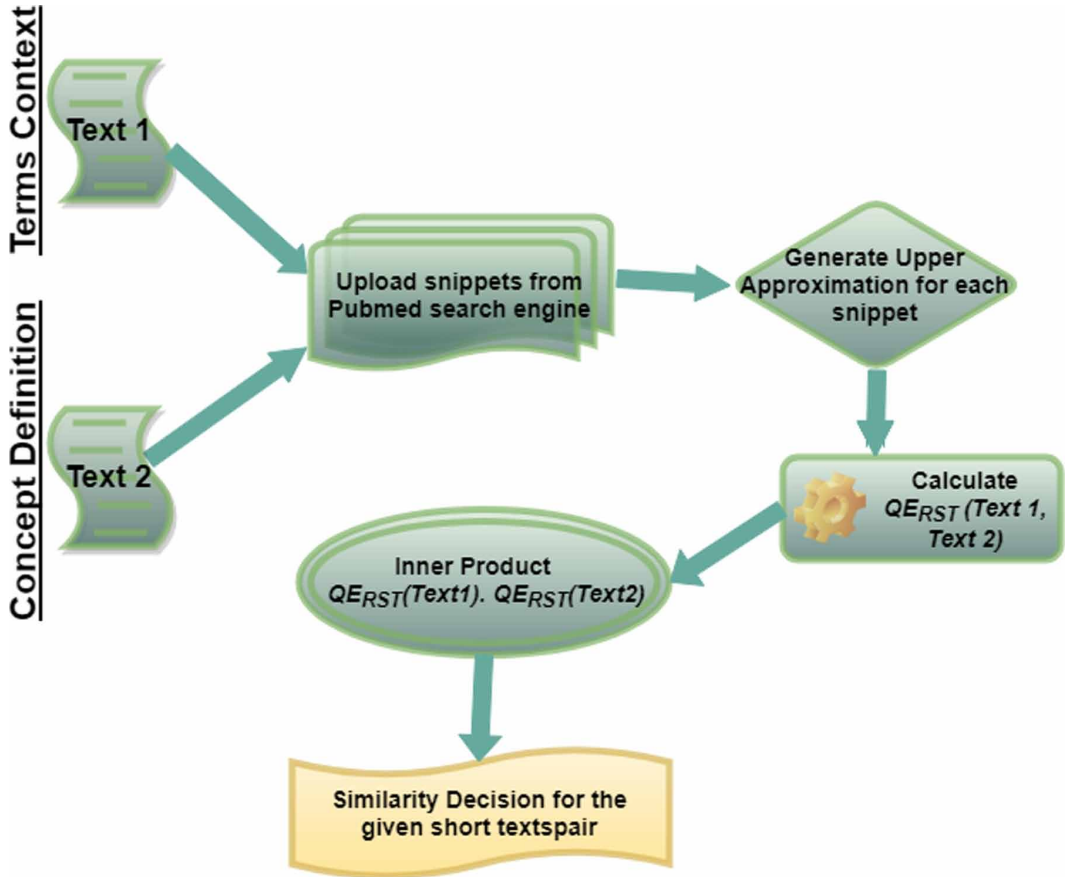 Terms Context
Text 1
Upload snippets from
Pubmed search engine
Generate Upper
Approximation for each
snippet
Concept Definition
Text 2
Calculate
QERST (Text 1,
Text 2)
Inner Product
QERST(Text1). QERST(Text2)
Similarity Decision for the
given short textspair